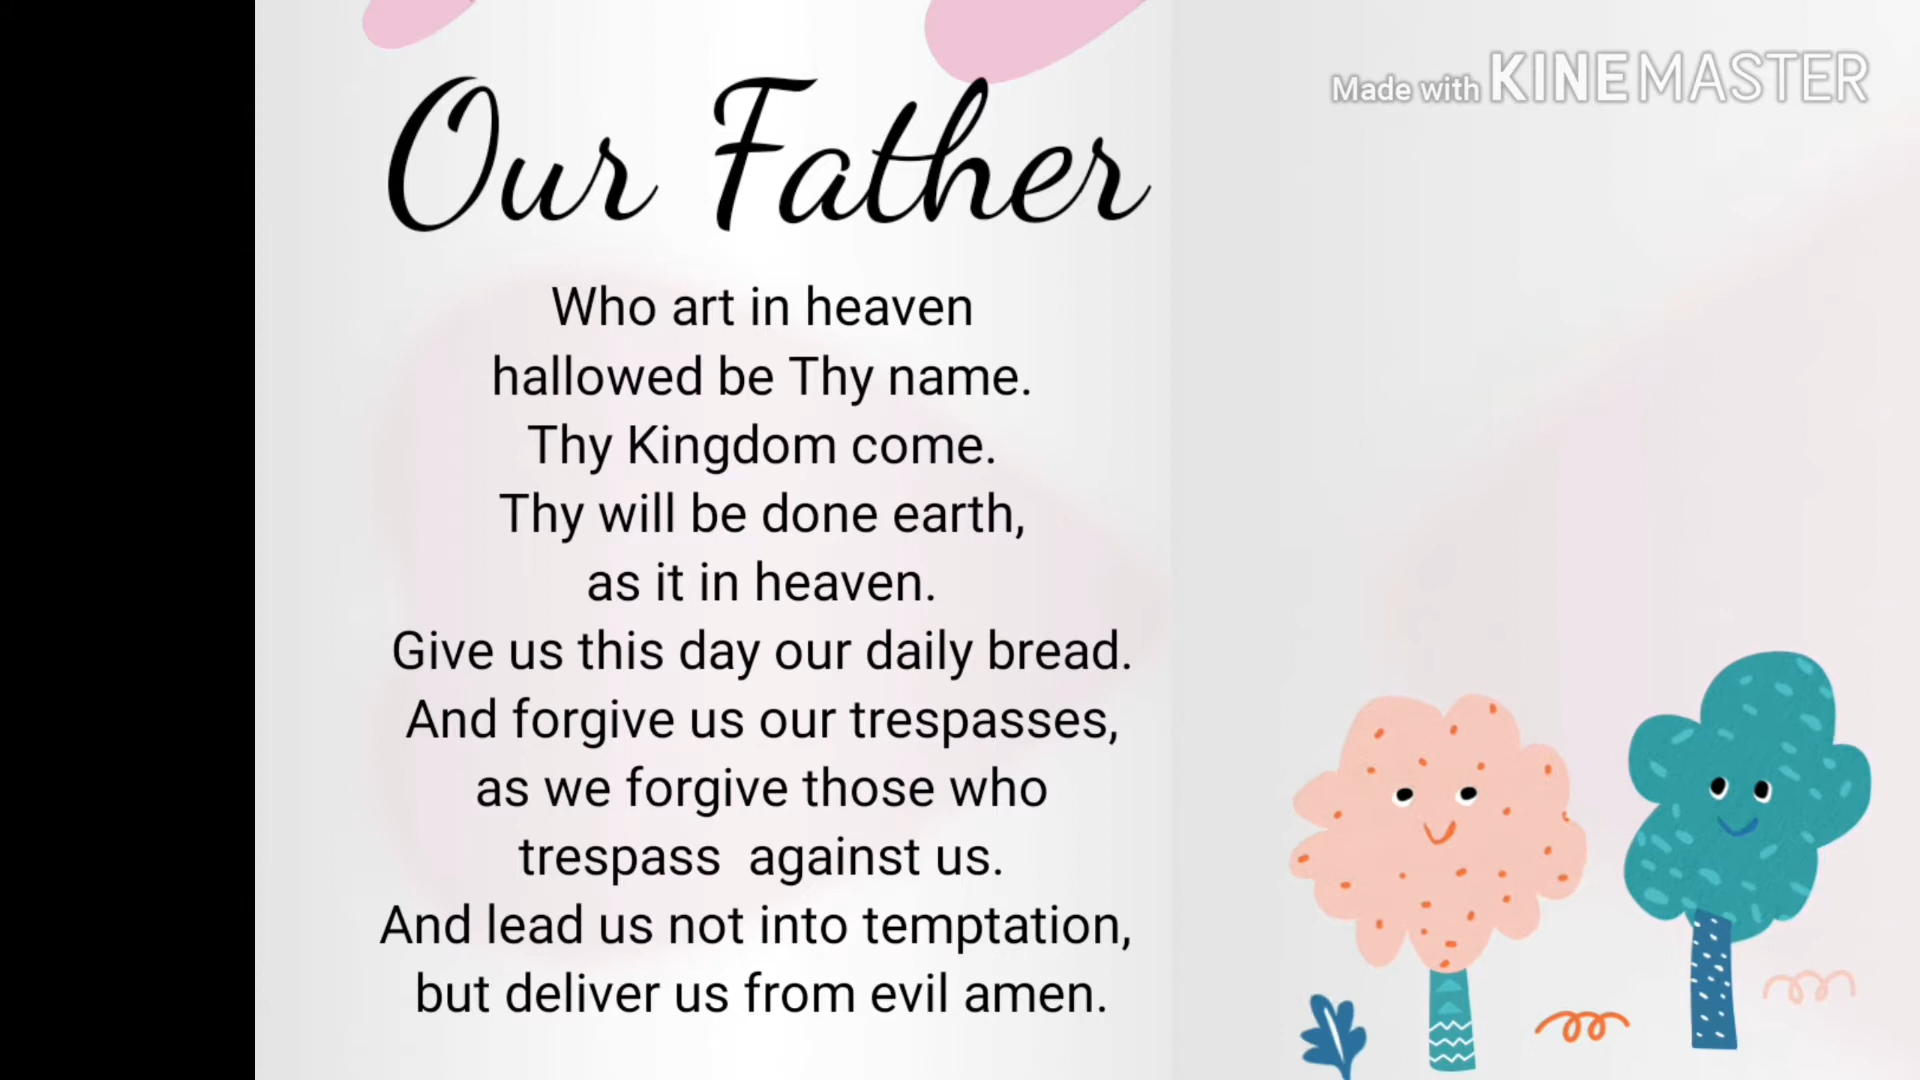 Made with KINEMASTER
Our Father
Who art in heaven
hallowed be Thy name.
Thy Kingdom come.
Thy will be done earth,
as it in heaven.
Give us this day our daily bread.
And forgive us our trespasses,
as we forgive those who
trespass  against us.
And lead us not into temptation,
but deliver us from evil amen.